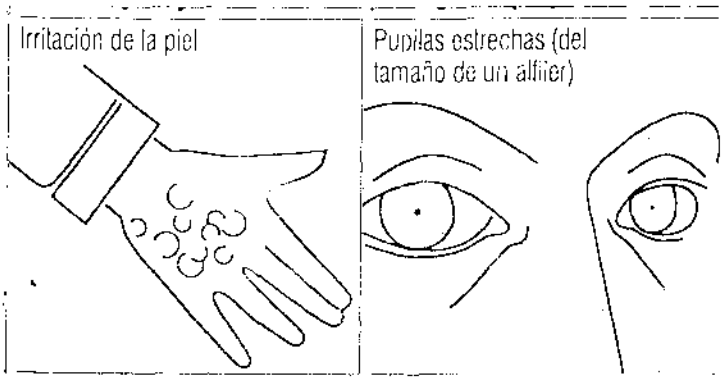 Irritación de la piel
Pupilas estrechas (del
tamaño de un alfiler)